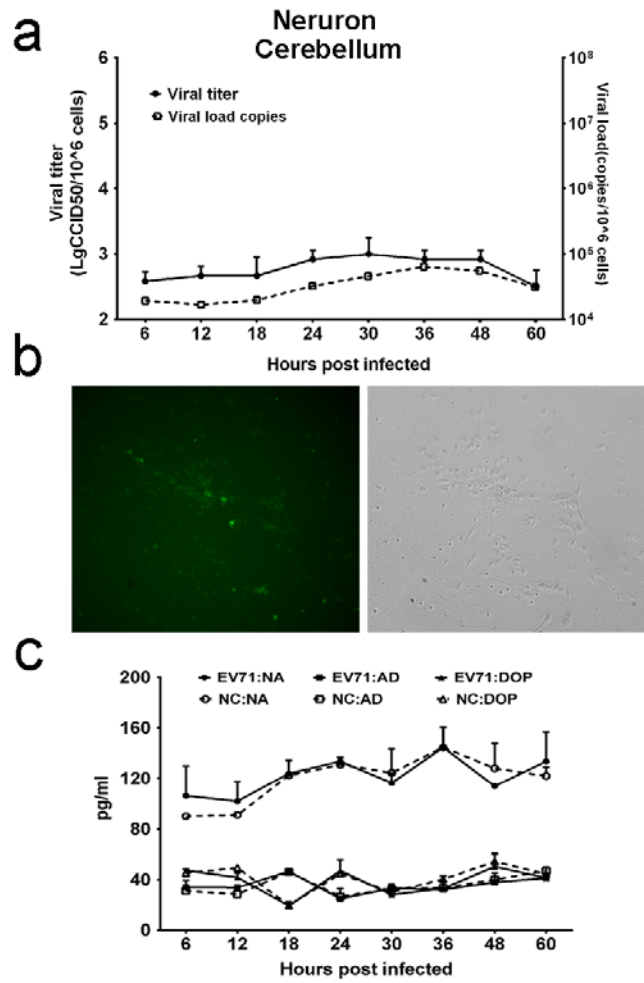 a
Neruron
Cerebellum
Viral titer
(LgCCID50/10^6 cells)
6
5
4
3
2
Viral titer
Viral load copies
10^8
10^7
10^6
10^5
10^4
Viral load(copies/10^6 cells)
6 12 18 24 30 36 48 60
Hours post infected
b
c
EV71:NA EV71:AD EV71:DOP
NC:NA NC:AD NC:DOP
pg/ml
200
160
120
80
40
0
6 12 18 24 30 36 48 60
Hours post infected